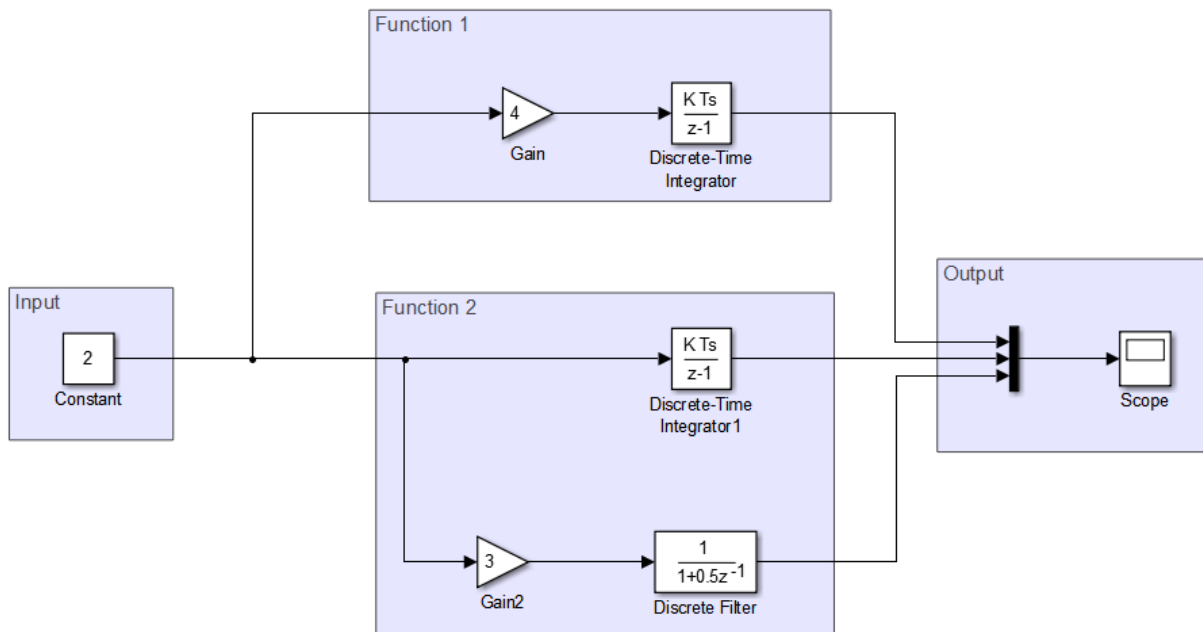 Function 1
4
Gain
K Ts
z-1
Discrete-Time
Integrator
Input
2
Constant
Function 2
K Ts
z-1
Discrete-Time
Integrator1
3
Gain2
1
1+0.5z-1
Discrete Filter
Output
Scope